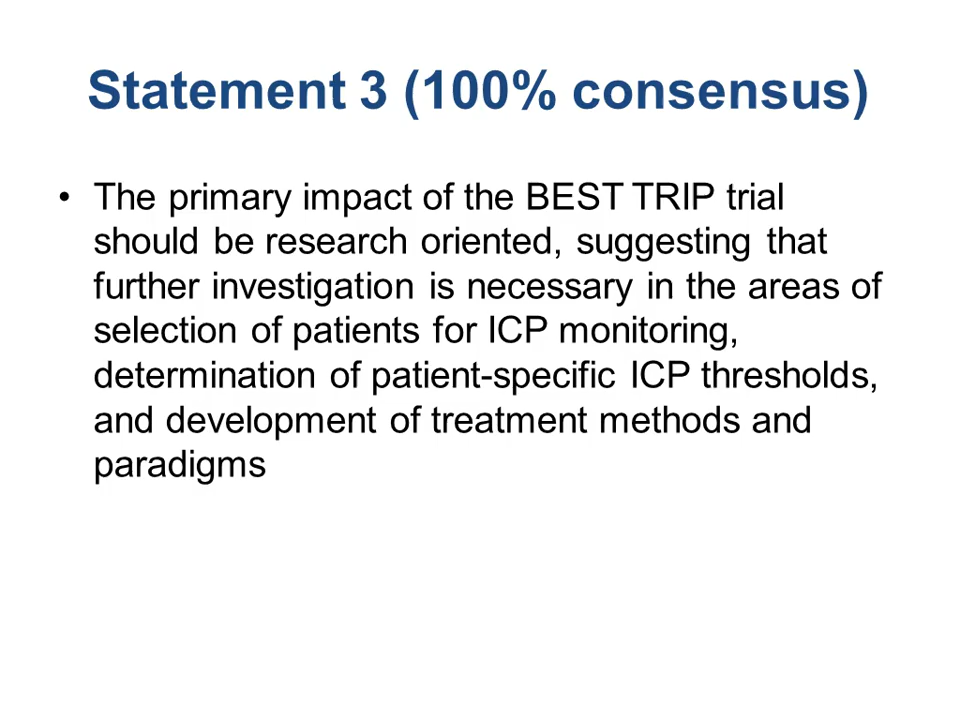 Statement 3 (100% consensus)
• The primary impact of the BEST TRIP trial
should be research oriented, suggesting that
further investigation is necessary in the areas of
selection of patients for ICP monitoring,
determination of patient-specific ICP thresholds,
and development of treatment methods and
paradigms